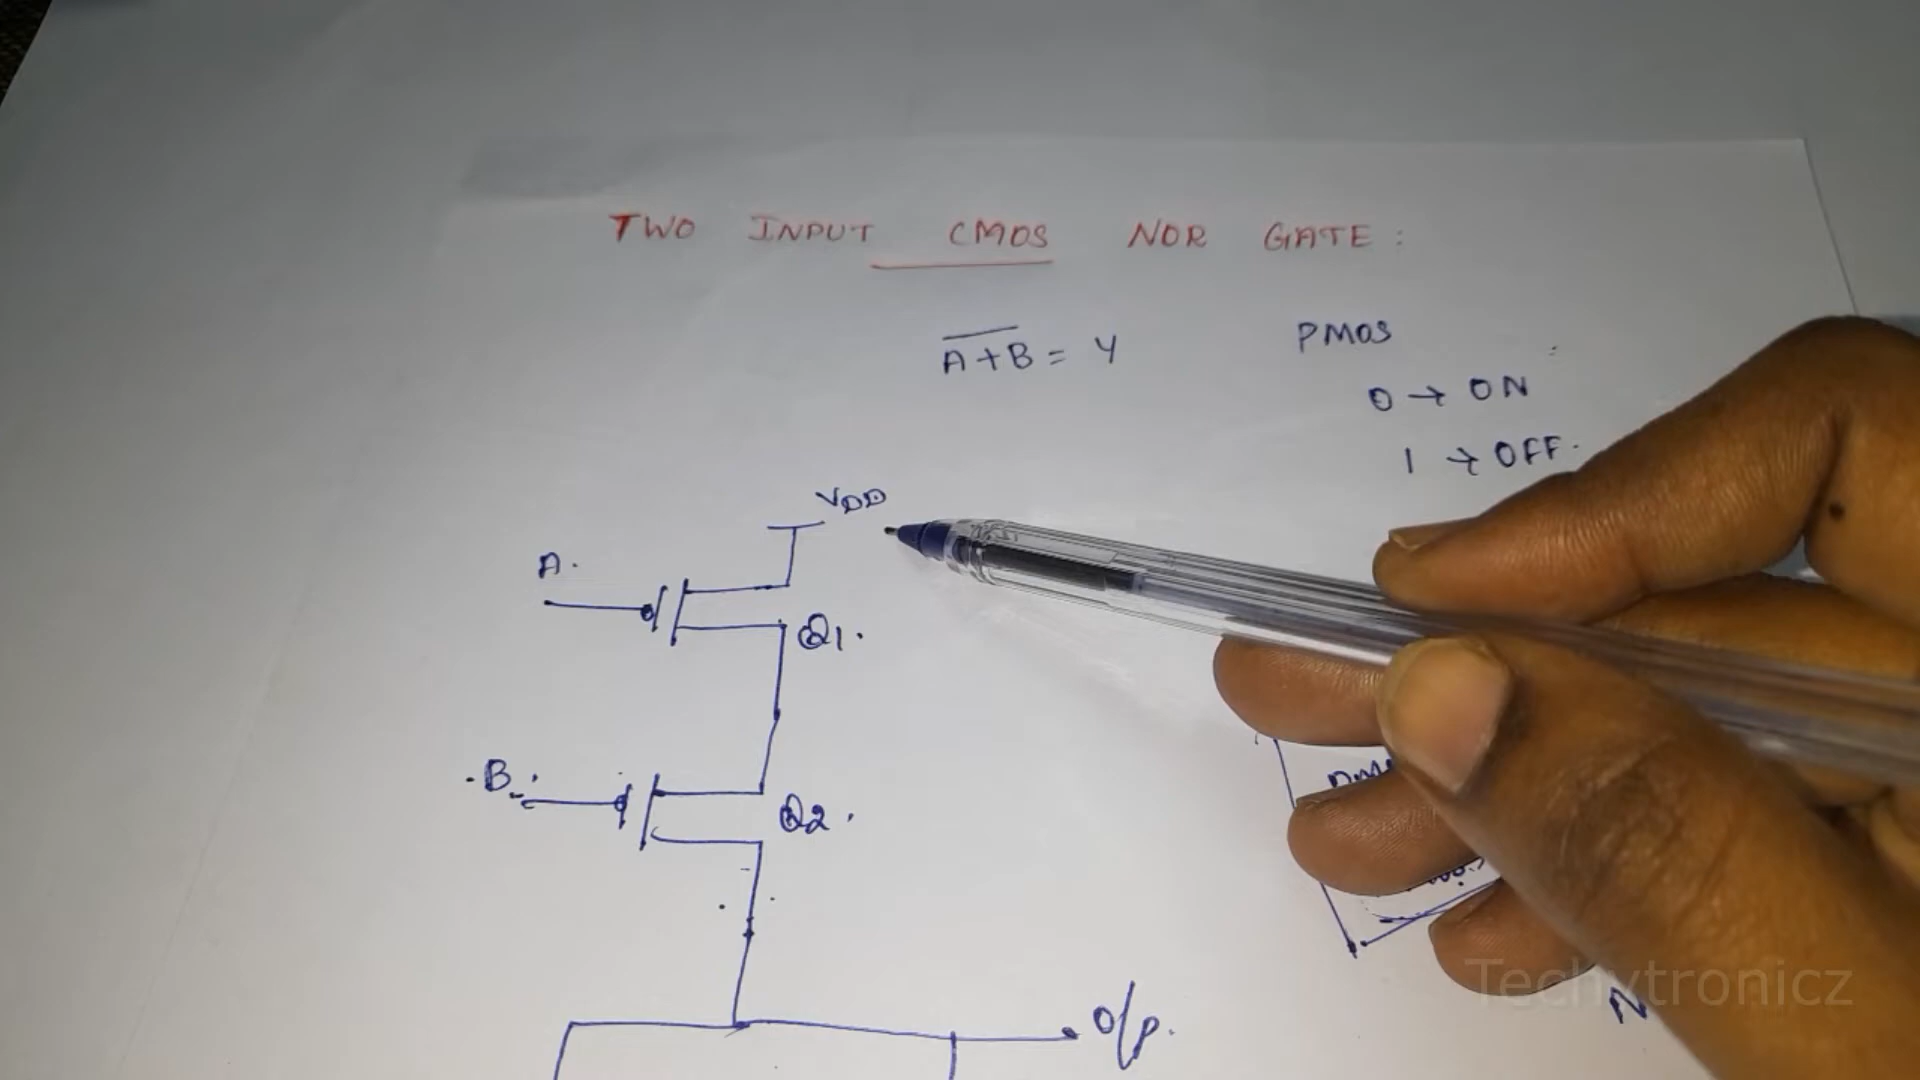 TWO INPUT CMOS NOR GATE :
A+B = Y
PMOS
0 → ON
1 → OFF.
VDD
A.
Q1.
.B.
Q2.
O/p.
Techytronicz
N